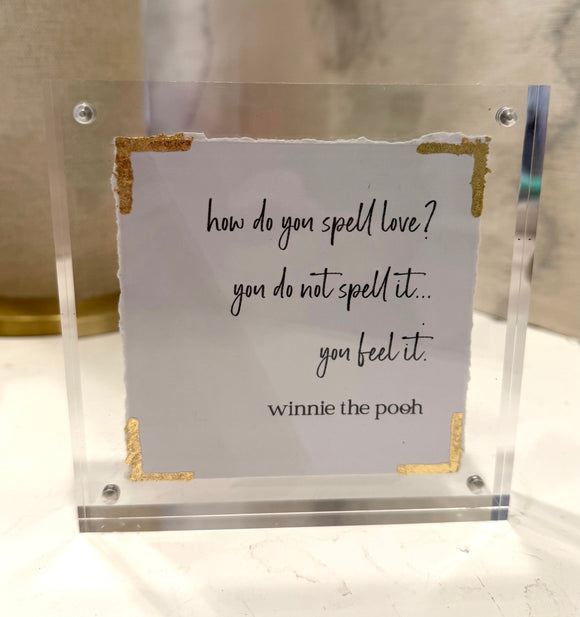 how do you spell love?
you do not spell it...
you feel it.
winnie the pooh